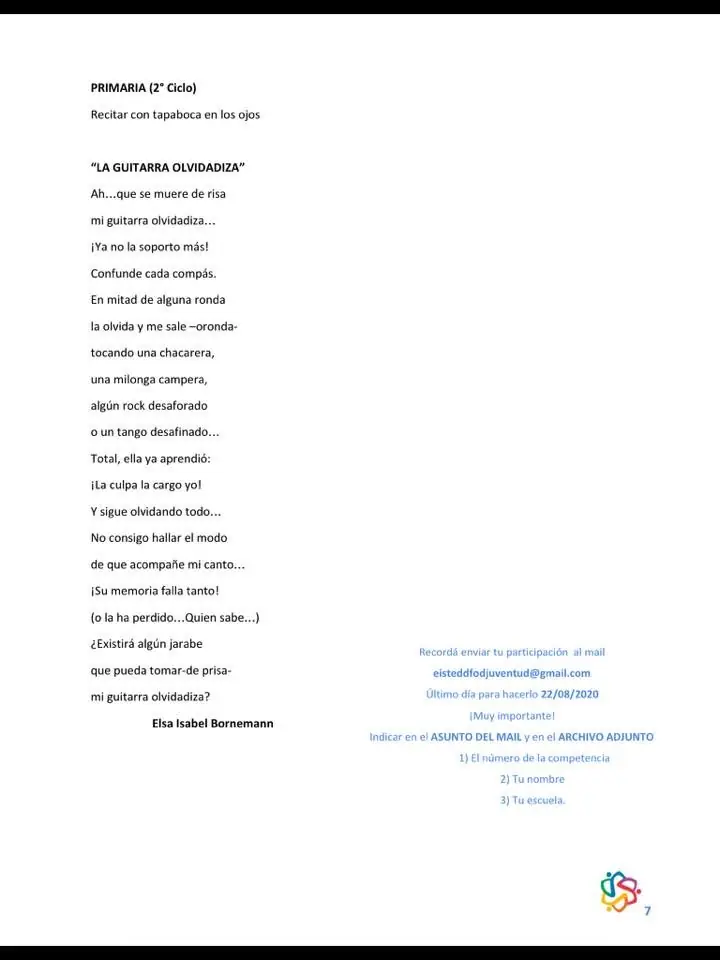 PRIMARIA (2° Ciclo)
Recitar con tapaboca en los ojos
“LA GUITARRA OLVIDADIZA”
Ah...que se muere de risa
mi guitarra olvidadiza...
¡Ya no la soporto más!
Confunde cada compás.
En mitad de alguna ronda
la olvida y me sale –oronda-
tocando una chacarera,
una milonga campera,
algún rock desaforado
o un tango desafinado...
Total, ella ya aprendió:
¡La culpa la cargo yo!
Y sigue olvidando todo...
No consigo hallar el modo
de que acompañe mi canto...
¡Su memoria falla tanto!
(o la ha perdido...Quien sabe...)
¿Existirá algún jarabe
que pueda tomar-de prisa-
mi guitarra olvidadiza?
Elsa Isabel Bornemann
Recordá enviar tu participación al mail
eisteddfodjuventud@gmail.com
Último día para hacerlo 22/08/2020
¡Muy importante!
Indicar en el ASUNTO DEL MAIL y en el ARCHIVO ADJUNTO
1) El número de la competencia
2) Tu nombre
3) Tu escuela.
7